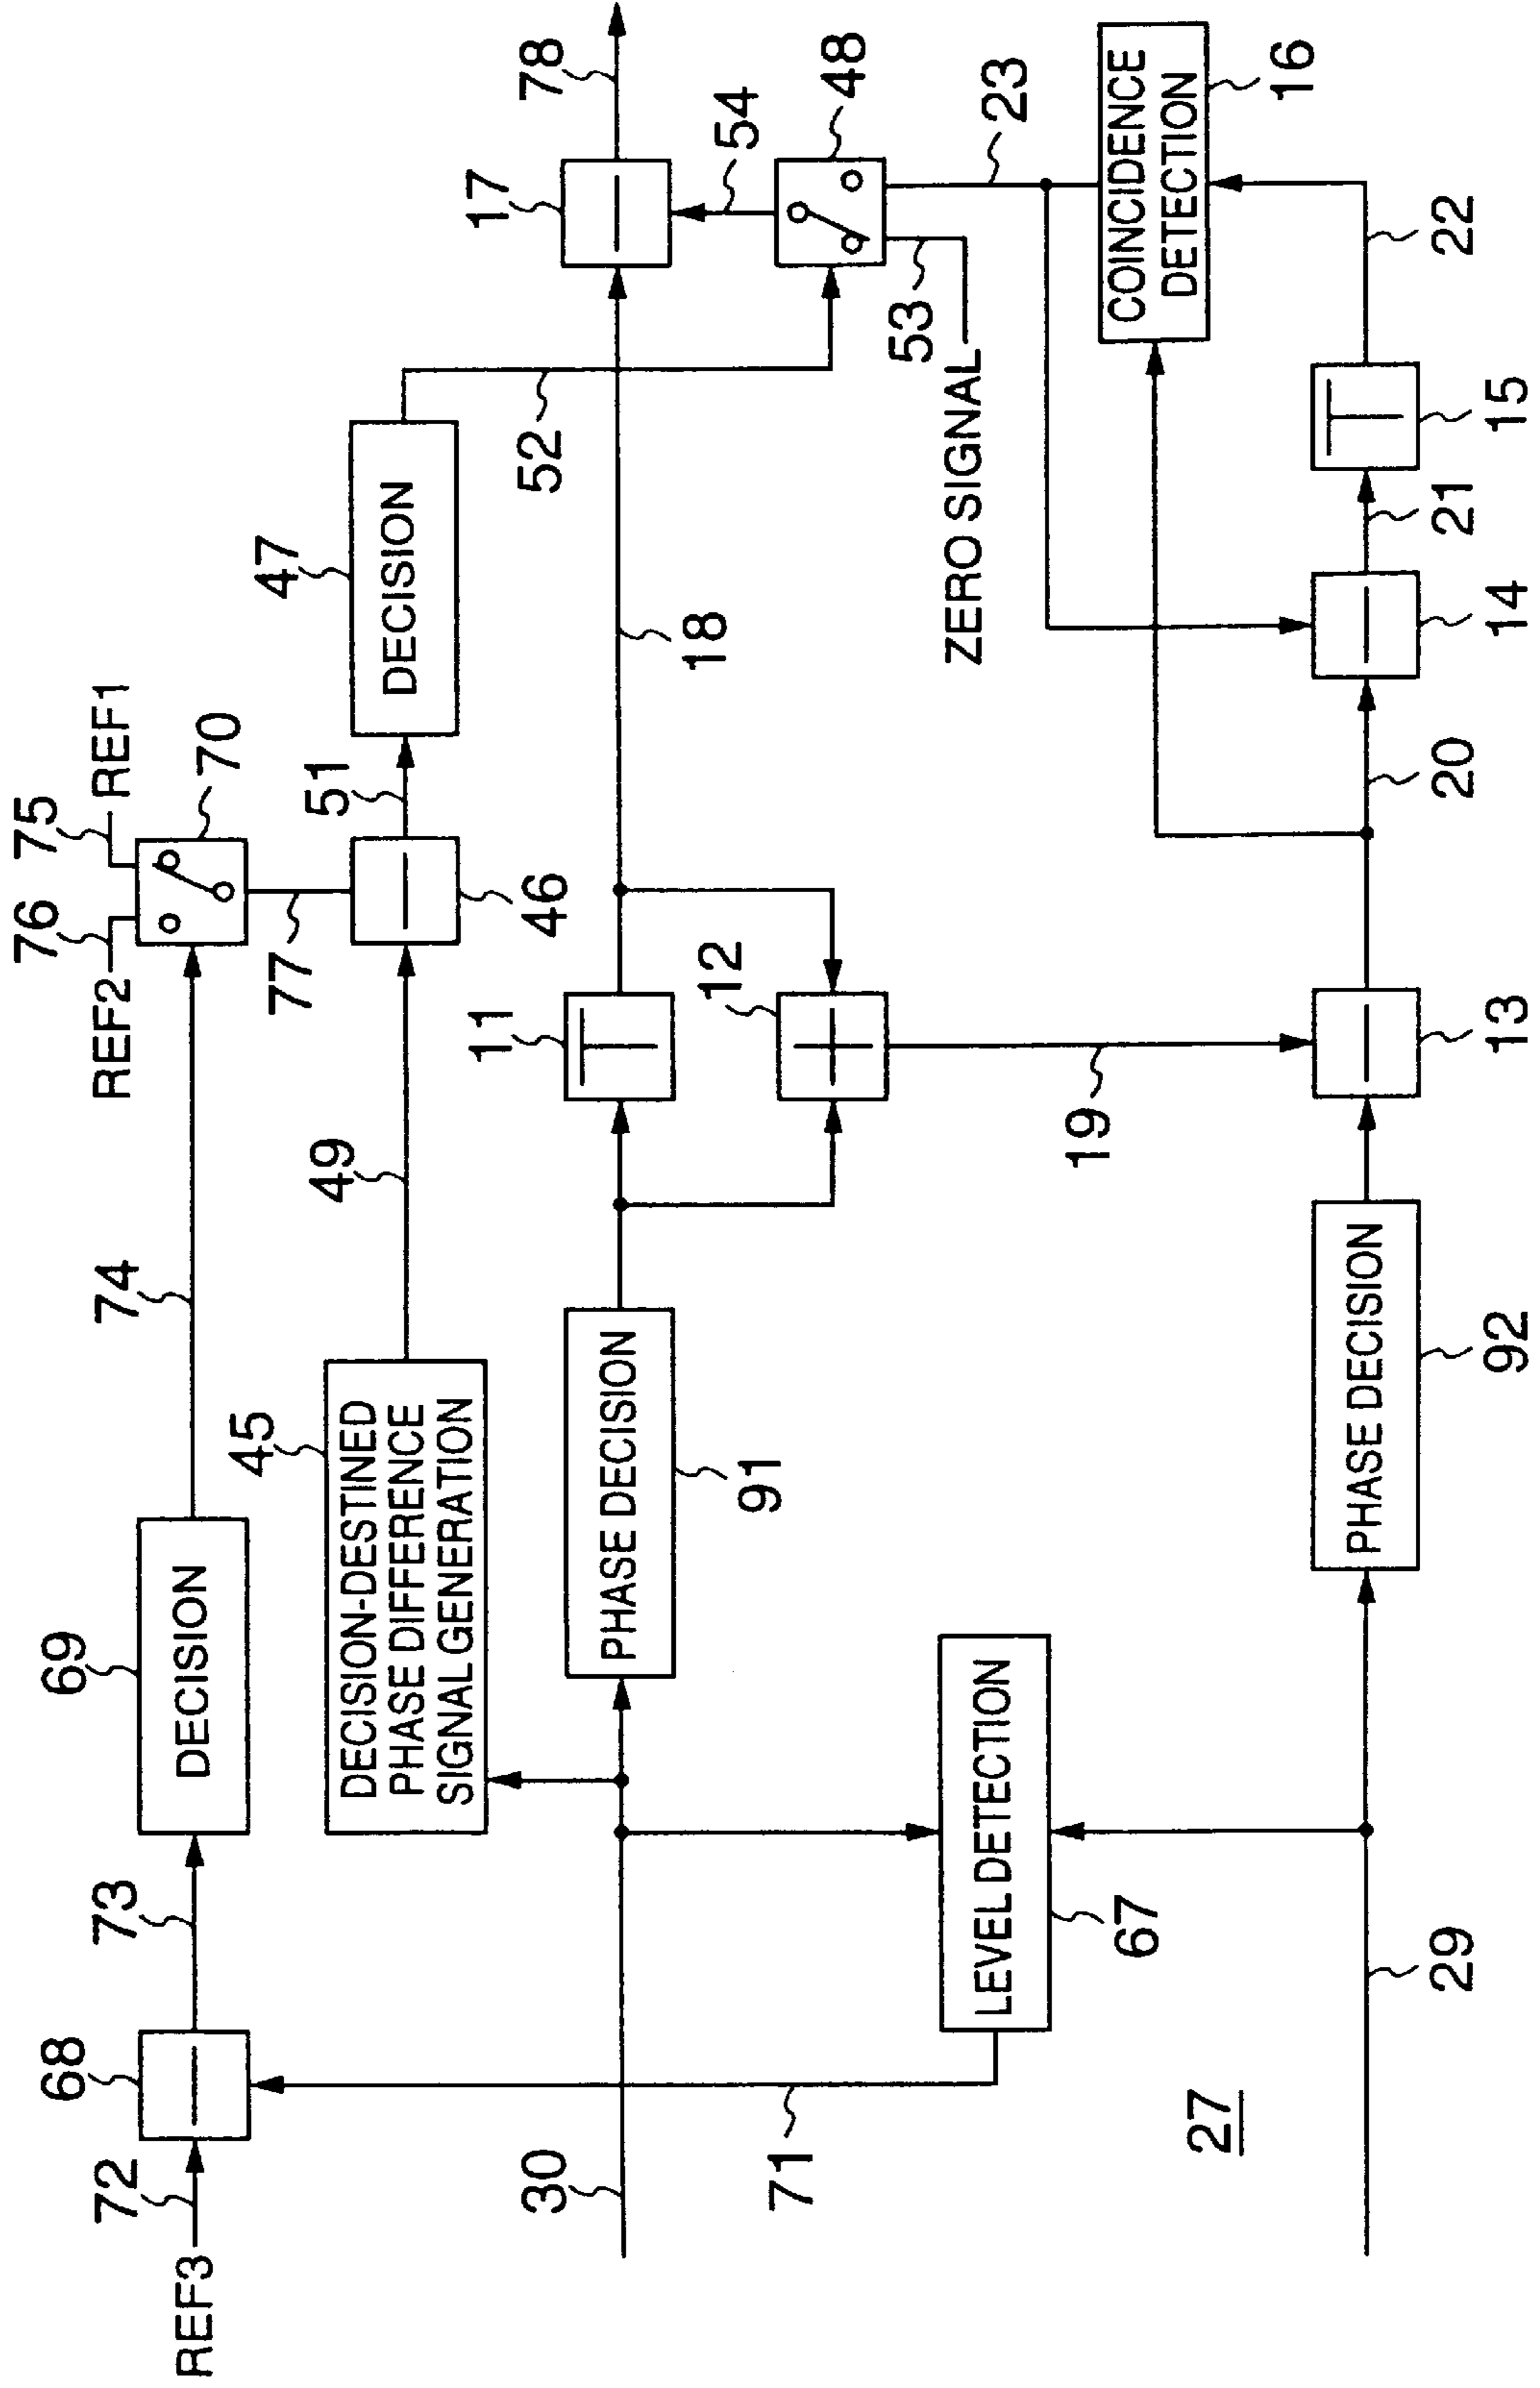 REF3
72
68
73
69
DECISION
74
REF2
76
75
REF1
70
77
45
DECISION-DESTINED
PHASE DIFFERENCE
SIGNAL GENERATION
49
46
51
47
DECISION
52
30
71
PHASE DECISION
91
11
12
18
17
78
54
48
53
ZERO SIGNAL
23
LEVEL DETECTION
67
19
COINCIDENCE
DETECTION
16
27
29
PHASE DECISION
92
13
20
14
21
15
22